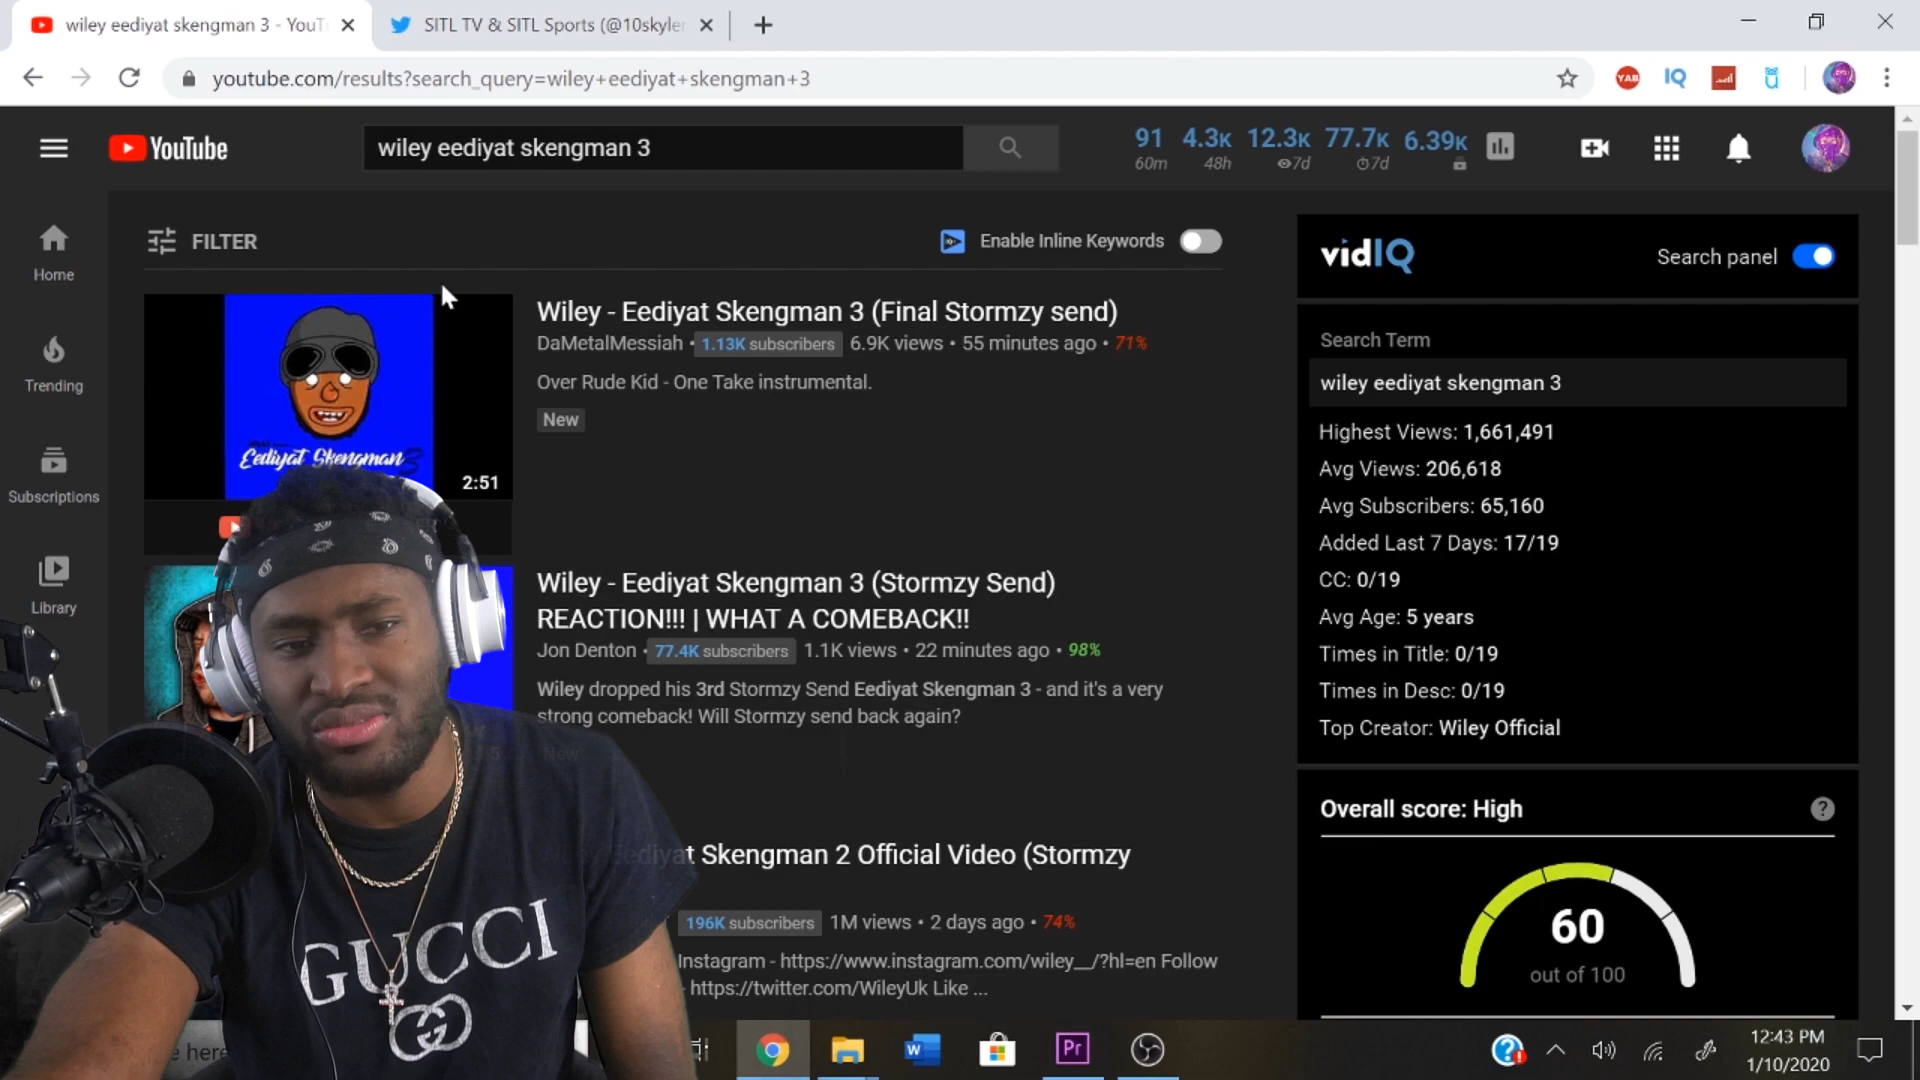 wiley eediyat skengman 3 - YouT
SITL TV & SITL Sports (@10skyler
youtube.com/results?search_query=wiley+eediyat+skengman+3
YAB
IQ
YouTube
wiley eediyat skengman 3
91 4.3K 12.3K 77.7K 6.39K
60m 48h 7d 7d
Home
Trending
Subscriptions
Library
FILTER
Enable Inline Keywords
Eediyat Skengman 3
2:51
Wiley - Eediyat Skengman 3 (Final Stormzy send)
DaMetalMessiah • 1.13K subscribers 6.9K views • 55 minutes ago • 71%
Over Rude Kid - One Take instrumental.
New
Wiley - Eediyat Skengman 3 (Stormzy Send)
REACTION!!! | WHAT A COMEBACK!!
Jon Denton • 77.4K subscribers 1.1K views • 22 minutes ago • 98%
Wiley dropped his 3rd Stormzy Send Eediyat Skengman 3 - and it's a very
strong comeback! Will Stormzy send back again?
New
Eediyat Skengman 2 Official Video (Stormzy
196K subscribers 1M views • 2 days ago • 74%
Instagram - https://www.instagram.com/wiley__/?hl=en Follow
- https://twitter.com/WileyUk Like ...
vidIQ
Search panel
Search Term
wiley eediyat skengman 3
Highest Views: 1,661,491
Avg Views: 206,618
Avg Subscribers: 65,160
Added Last 7 Days: 17/19
CC: 0/19
Avg Age: 5 years
Times in Title: 0/19
Times in Desc: 0/19
Top Creator: Wiley Official
Overall score: High
?
60
out of 100
GUCCI
here
W
Pr
12:43 PM
1/10/2020